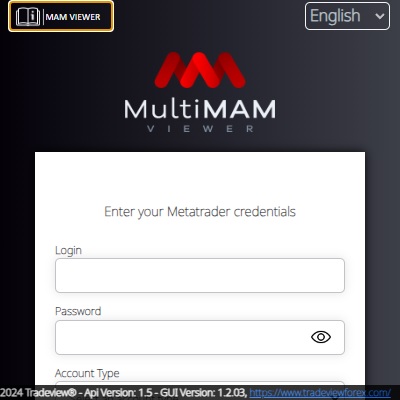 MAM VIEWER
English
MultiMAM
VIEWER
Enter your Metatrader credentials
Login
Password
Account Type
2024 Tradeview® - Api Version: 1.5 - GUI Version: 1.2.03, https://www.tradeviewforex.com/